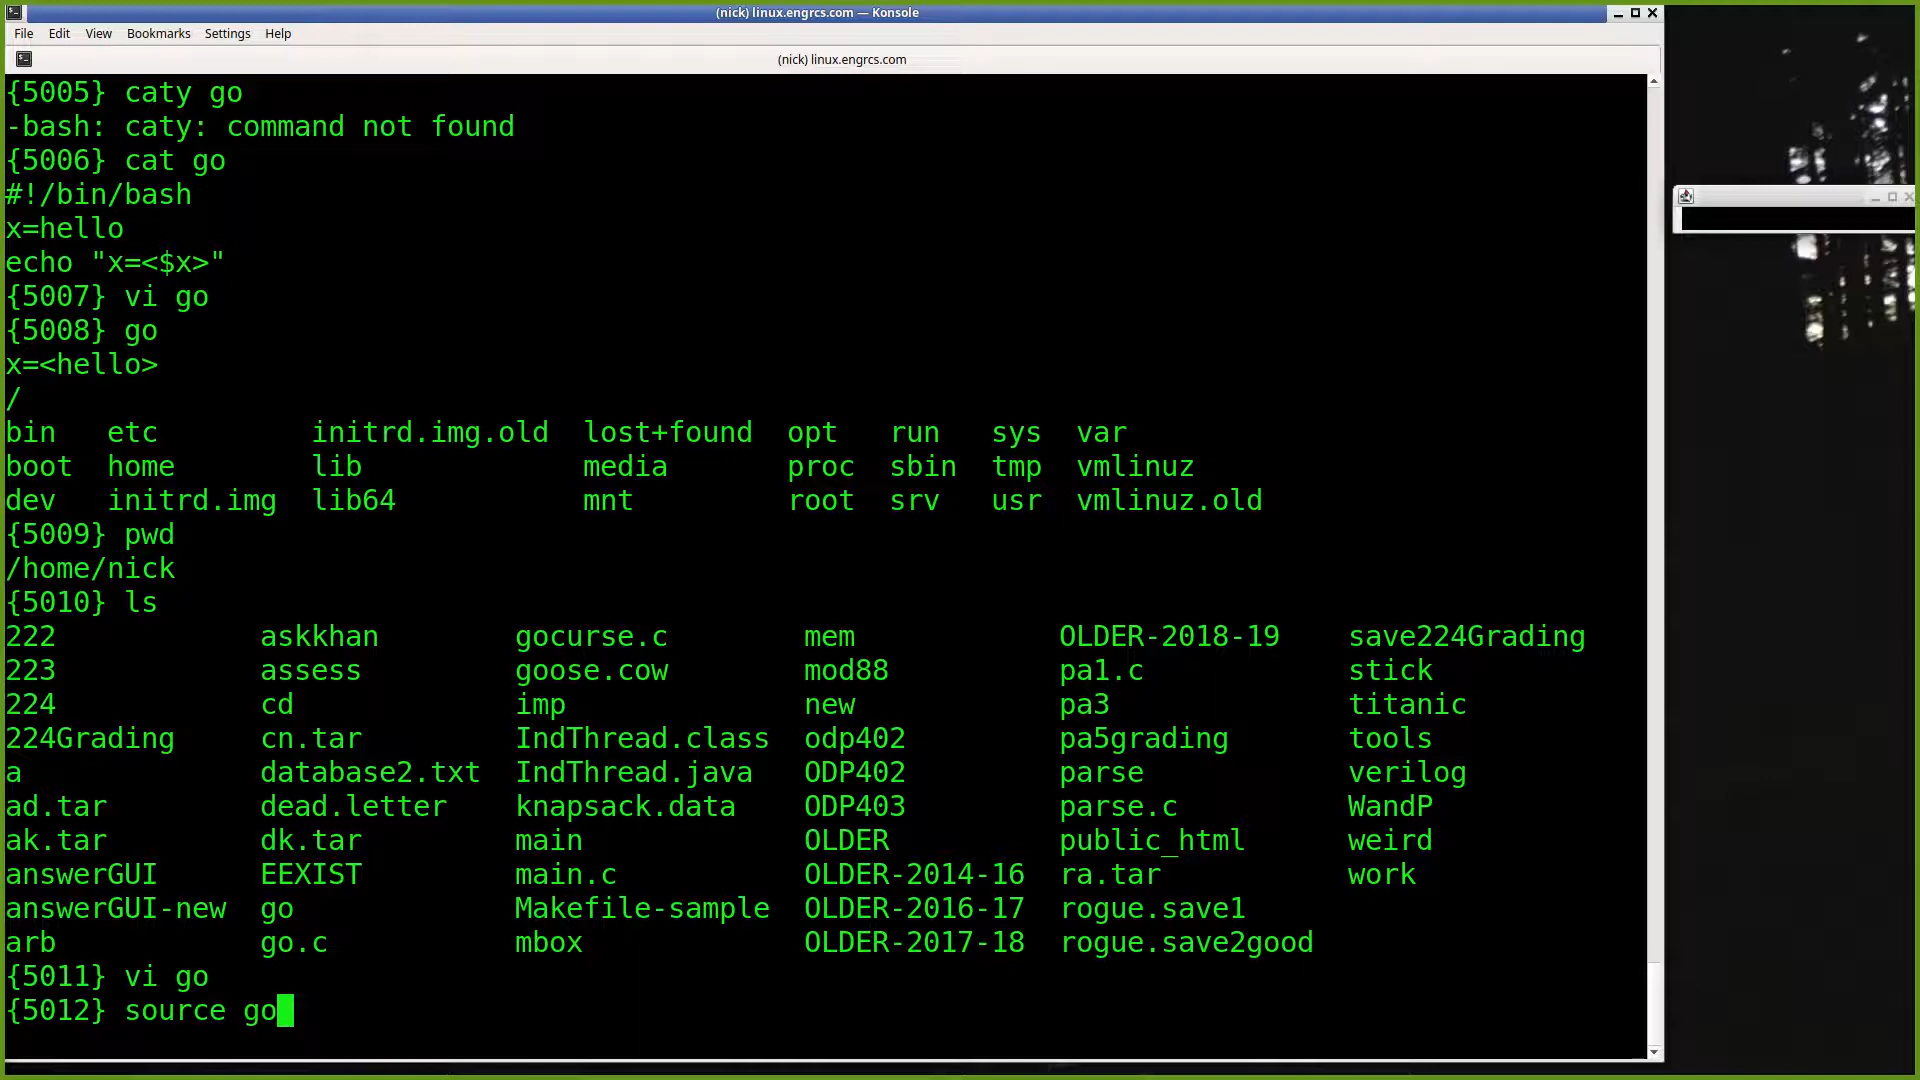 (nick) linux.engrcs.com — Konsole
File Edit View Bookmarks Settings Help
(nick) linux.engrcs.com
{5005} caty go
-bash: caty: command not found
{5006} cat go
#!/bin/bash
x=hello
echo "x=<$x>"
{5007} vi go
{5008} go
x=<hello>
/
bin etc initrd.img.old lost+found opt run sys var
boot home lib media proc sbin tmp vmlinuz
dev initrd.img lib64 mnt root srv usr vmlinuz.old
{5009} pwd
/home/nick
{5010} ls
222 askkhan gocurse.c mem OLDER-2018-19 save224Grading
223 assess goose.cow mod88 pa1.c stick
224 cd imp new pa3 titanic
224Grading cn.tar IndThread.class odp402 pa5grading tools
a database2.txt IndThread.java ODP402 parse verilog
ad.tar dead.letter knapsack.data ODP403 parse.c WandP
ak.tar dk.tar main OLDER public_html weird
answerGUI EEXIST main.c OLDER-2014-16 ra.tar work
answerGUI-new go Makefile-sample OLDER-2016-17 rogue.save1
arb go.c mbox OLDER-2017-18 rogue.save2good
{5011} vi go
{5012} source go